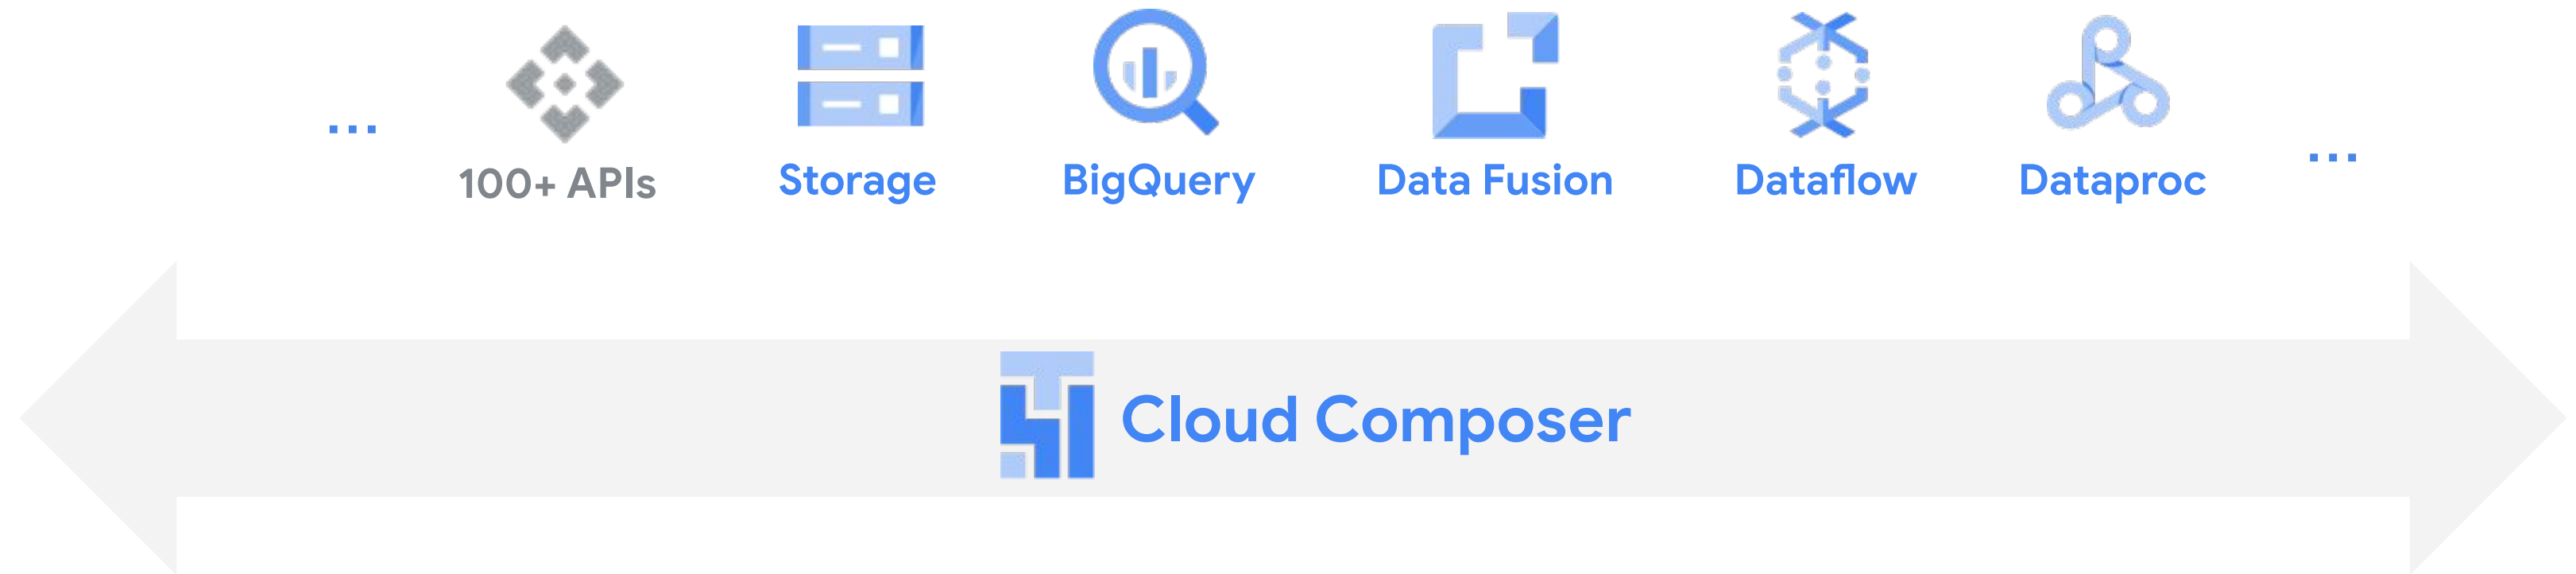 ...
100+ APIs
Storage
BigQuery
Data Fusion
Dataflow
Dataproc
...
Cloud Composer